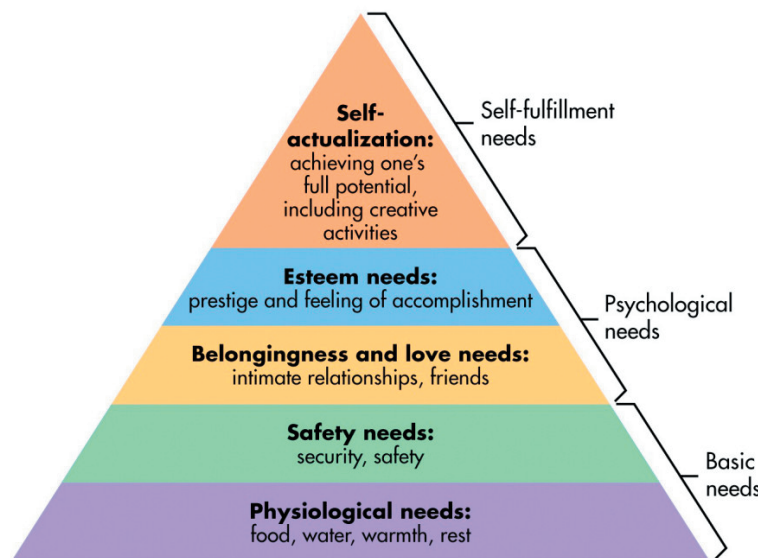 Self-
actualization:
achieving one's
full potential,
including creative
activities
Self-fulfillment
needs
Esteem needs:
prestige and feeling of accomplishment
Belongingness and love needs:
intimate relationships, friends
Psychological
needs
Safety needs:
security, safety
Physiological needs:
food, water, warmth, rest
Basic
needs